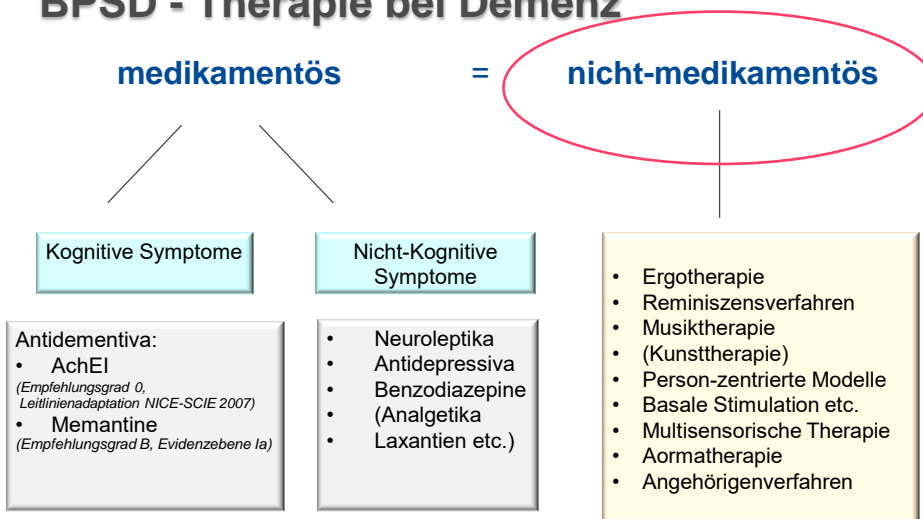 BPSD - Therapie bei Demenz
medikamentös = nicht-medikamentös
Kognitive Symptome
Nicht-Kognitive
Symptome
Antidementiva:
• AchEI
(Empfehlungsgrad 0,
Leitlinienadaptation NICE-SCIE 2007)
• Memantine
(Empfehlungsgrad B, Evidenzebene Ia)
• Neuroleptika
• Antidepressiva
• Benzodiazepine
• (Analgetika
• Laxantien etc.)
• Ergotherapie
• Reminiszensverfahren
• Musiktherapie
• (Kunsttherapie)
• Person-zentrierte Modelle
• Basale Stimulation etc.
• Multisensorische Therapie
• Aormatherapie
• Angehörigenverfahren